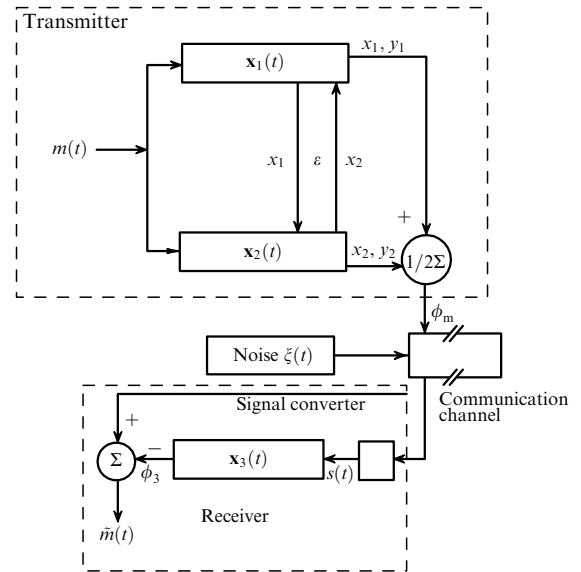 Transmitter
x₁, y₁
𝐱₁(t)
m(t)
x₁
ε
x₂
+
𝐱₂(t)
x₂, y₂
1/2Σ
ϕₘ
Noise ξ(t)
Communication
channel
Signal converter
+
−
Σ
ϕ₃
𝐱₃(t)
s(t)
Receiver
m̃(t)